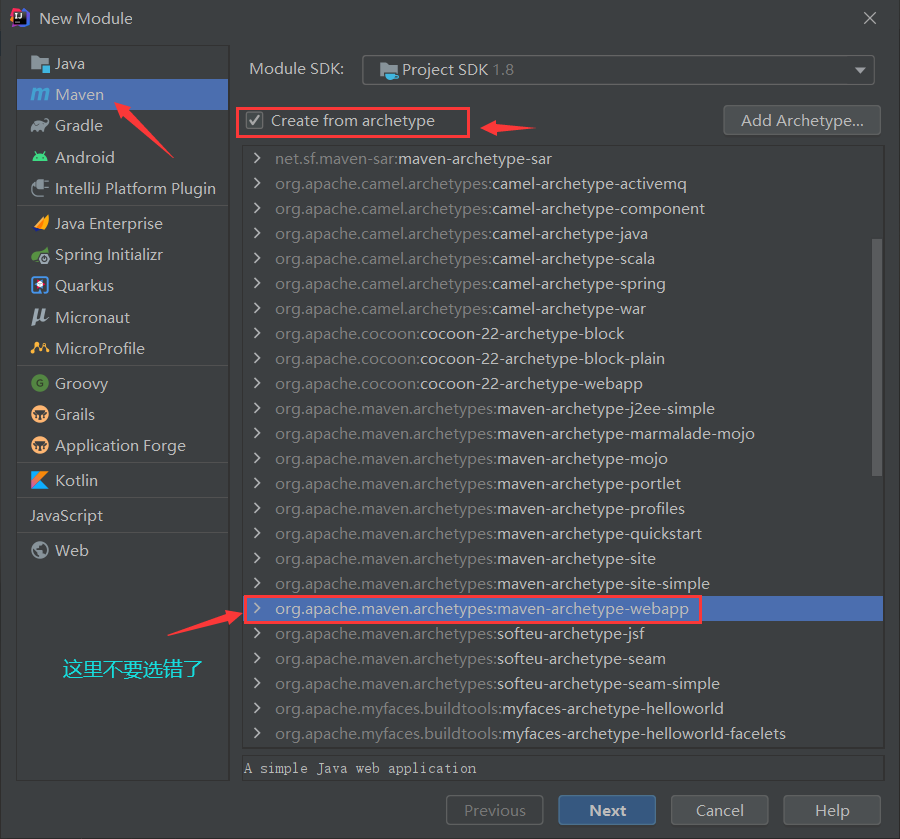 New Module
Java
Maven
Gradle
Android
IntelliJ Platform Plugin
Java Enterprise
Spring Initializr
Quarkus
Micronaut
MicroProfile
Groovy
Grails
Application Forge
Kotlin
JavaScript
Web
这里不要选错了
Module SDK: Project SDK 1.8
Create from archetype
Add Archetype...
net.sf.maven-sar:maven-archetype-sar
org.apache.camel.archetypes:camel-archetype-activemq
org.apache.camel.archetypes:camel-archetype-component
org.apache.camel.archetypes:camel-archetype-java
org.apache.camel.archetypes:camel-archetype-scala
org.apache.camel.archetypes:camel-archetype-spring
org.apache.camel.archetypes:camel-archetype-war
org.apache.cocoon:cocoon-22-archetype-block
org.apache.cocoon:cocoon-22-archetype-block-plain
org.apache.cocoon:cocoon-22-archetype-webapp
org.apache.maven.archetypes:maven-archetype-j2ee-simple
org.apache.maven.archetypes:maven-archetype-marmalade-mojo
org.apache.maven.archetypes:maven-archetype-mojo
org.apache.maven.archetypes:maven-archetype-portlet
org.apache.maven.archetypes:maven-archetype-profiles
org.apache.maven.archetypes:maven-archetype-quickstart
org.apache.maven.archetypes:maven-archetype-site
org.apache.maven.archetypes:maven-archetype-site-simple
org.apache.maven.archetypes:maven-archetype-webapp
org.apache.maven.archetypes:softeu-archetype-jsf
org.apache.maven.archetypes:softeu-archetype-seam
org.apache.maven.archetypes:softeu-archetype-seam-simple
org.apache.myfaces.buildtools:myfaces-archetype-helloworld
org.apache.myfaces.buildtools:myfaces-archetype-helloworld-facelets
A simple Java web application
Previous
Next
Cancel
Help